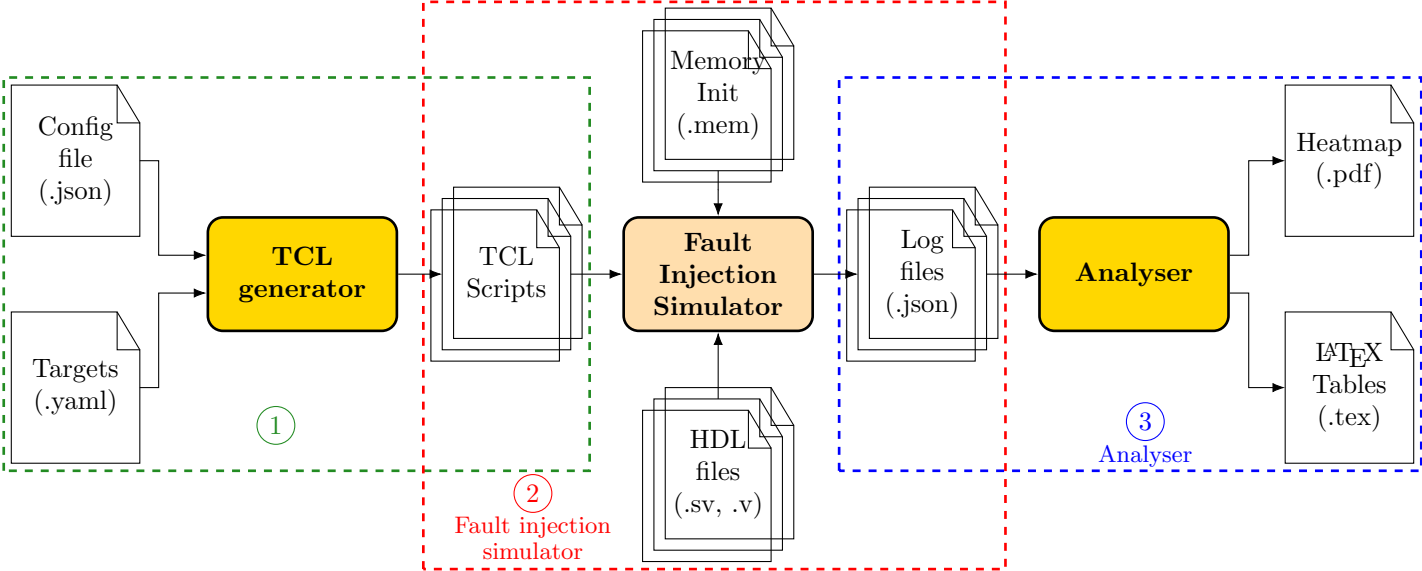 Memory
Init
(.mem)
Config
file
(.json)
Targets
(.yaml)
TCL
generator
1
TCL
Scripts
Fault
Injection
Simulator
HDL
files
(.sv, .v)
2
Fault injection
simulator
Log
files
(.json)
Analyser
3
Analyser
Heatmap
(.pdf)
LATEX
Tables
(.tex)